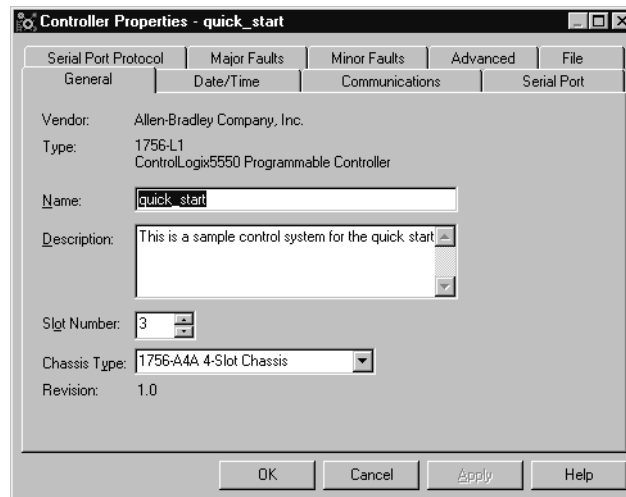 Controller Properties - quick_start
Serial Port Protocol Major Faults Minor Faults Advanced File
General Date/Time Communications Serial Port
Vendor: Allen-Bradley Company, Inc.
Type: 1756-L1
ControlLogix5550 Programmable Controller
Name: quick_start
Description: This is a sample control system for the quick start
Slot Number: 3
Chassis Type: 1756-A4A 4-Slot Chassis
Revision: 1.0
OK Cancel Apply Help